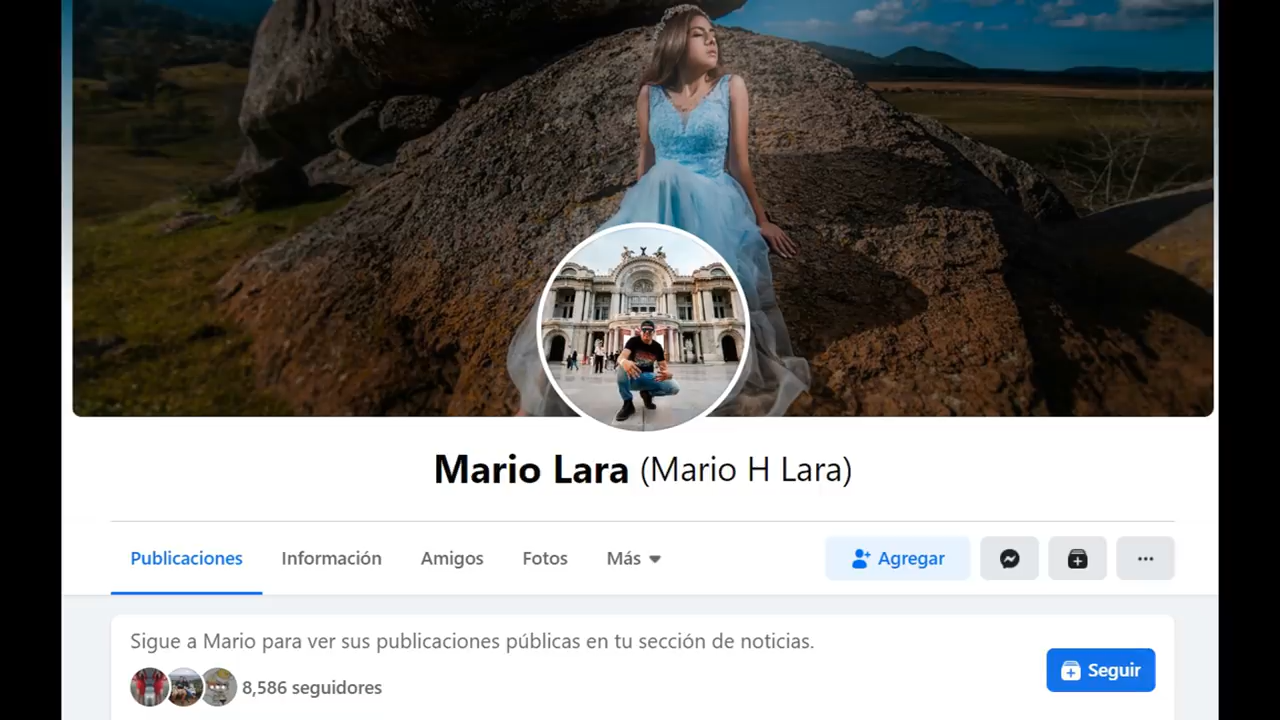 Mario Lara (Mario H Lara)
Publicaciones Información Amigos Fotos Más Agregar
Sigue a Mario para ver sus publicaciones públicas en tu sección de noticias.
Seguir
8,586 seguidores